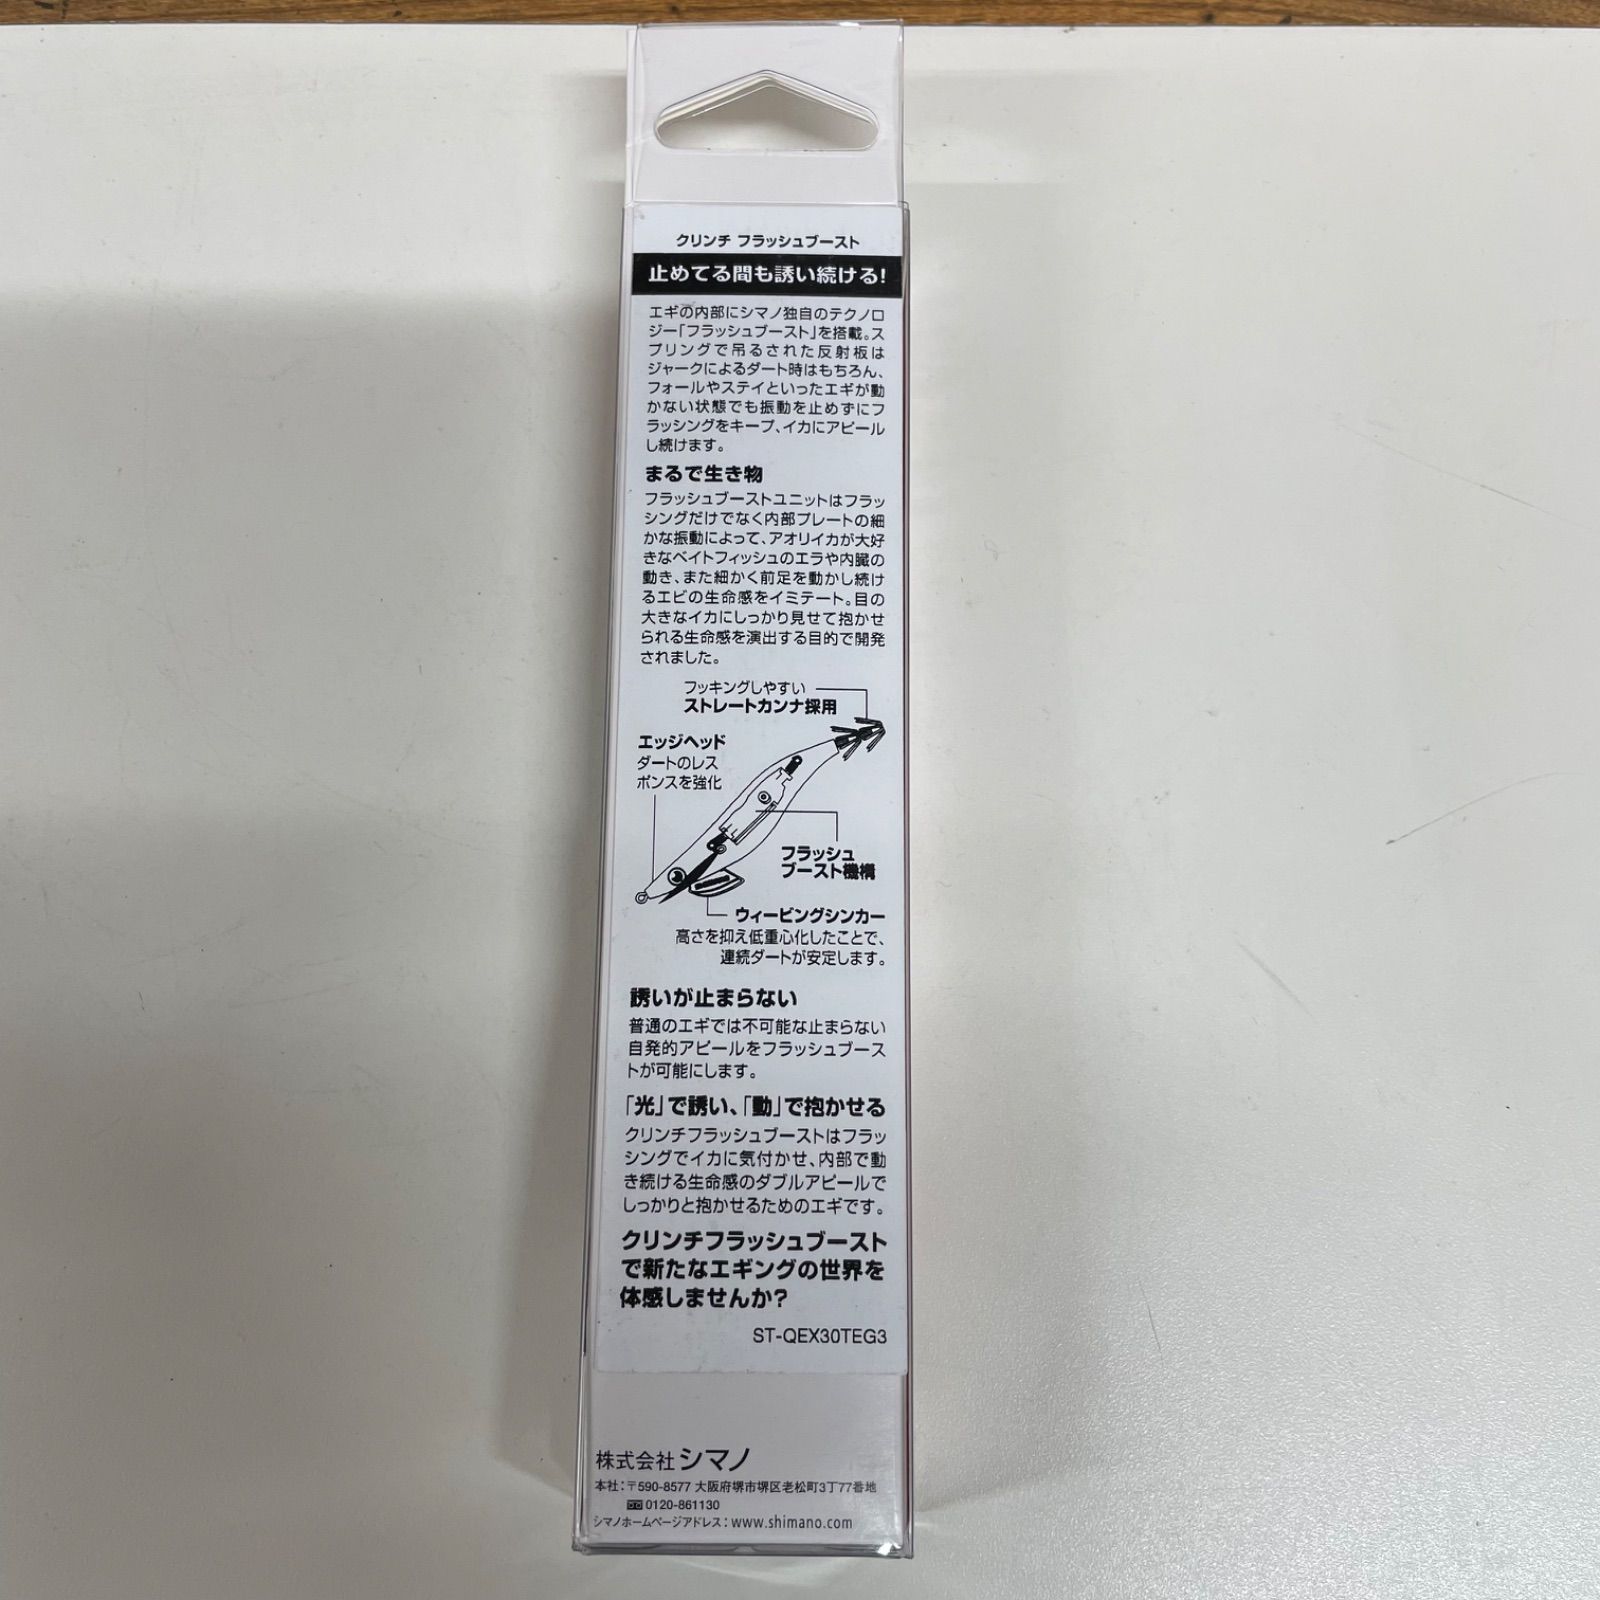 クリンチ フラッシュブースト
止めてる間も誘い続ける!
エギの内部にシマノ独自のテクノロ
ジー「フラッシュブースト」を搭載。ス
プリングで吊るされた反射板は
ジャークによるダート時はもちろん、
フォールやステイといったエギが動
かない状態でも振動を止めずにフ
ラッシングをキープ、イカにアピール
し続けます。
まるで生き物
フラッシュブーストユニットはフラッ
シングだけでなく内部プレートの細
かな振動によって、アオリイカが大好
きなベイトフィッシュのエラや内臓の
動き、また細かく前足を動かし続け
るエビの生命感をイミテート。目の
大きなイカにしっかり見せて抱かせ
られる生命感を演出する目的で開発
されました。
フッキングしやすい
ストレートカンナ採用
エッジヘッド
ダートのレス
ポンスを強化
フラッシュ
ブースト機構
ウィービングシンカー
高さを抑え低重心化したことで、
連続ダートが安定します。
誘いが止まらない
普通のエギでは不可能な止まらない
自発的アピールをフラッシュブース
トが可能にします。
「光」で誘い、「動」で抱かせる
クリンチフラッシュブーストはフラッ
シングでイカに気付かせ、内部で動
き続ける生命感のダブルアピールで
しっかりと抱かせるためのエギです。
クリンチフラッシュブースト
で新たなエギングの世界を
体感しませんか?
ST-QEX30TEG3
株式会社シマノ
本社:〒590-8577 大阪府堺市堺区老松町3丁77番地
0120-861130
シマノホームページアドレス:www.shimano.com